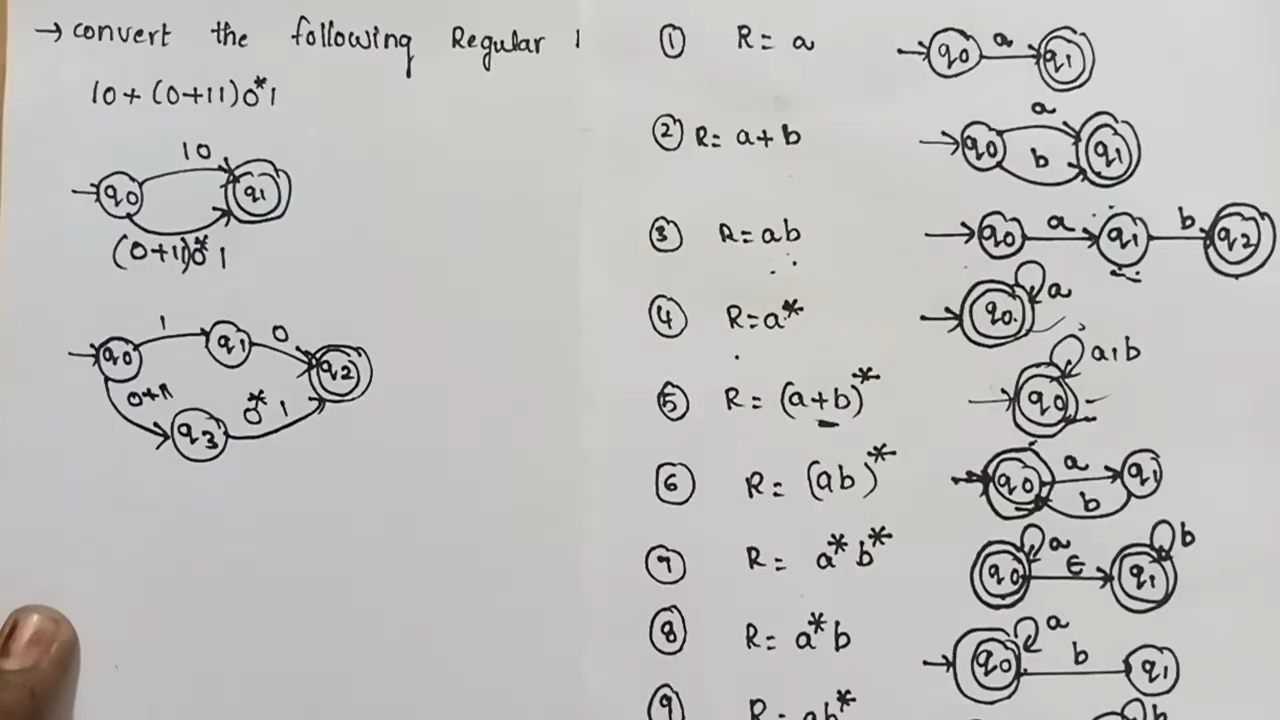 → convert the following Regular
10 + (0+11)0*1
10
q0 q1
(0+11)0*1
1 0
q0 q1 q2
0+11 0* 1
q3
① R = a q0 a q1
② R = a + b q0 a b q1
③ R = ab q0 a q1 b q2
④ R = a* q0 a
⑤ R = (a+b)* q0 a,b
⑥ R = (ab)* q0 a q1 b
⑦ R = a* b* q0 a ε q1 b
⑧ R = a* b q0 a b q1
⑨ R = ab* b